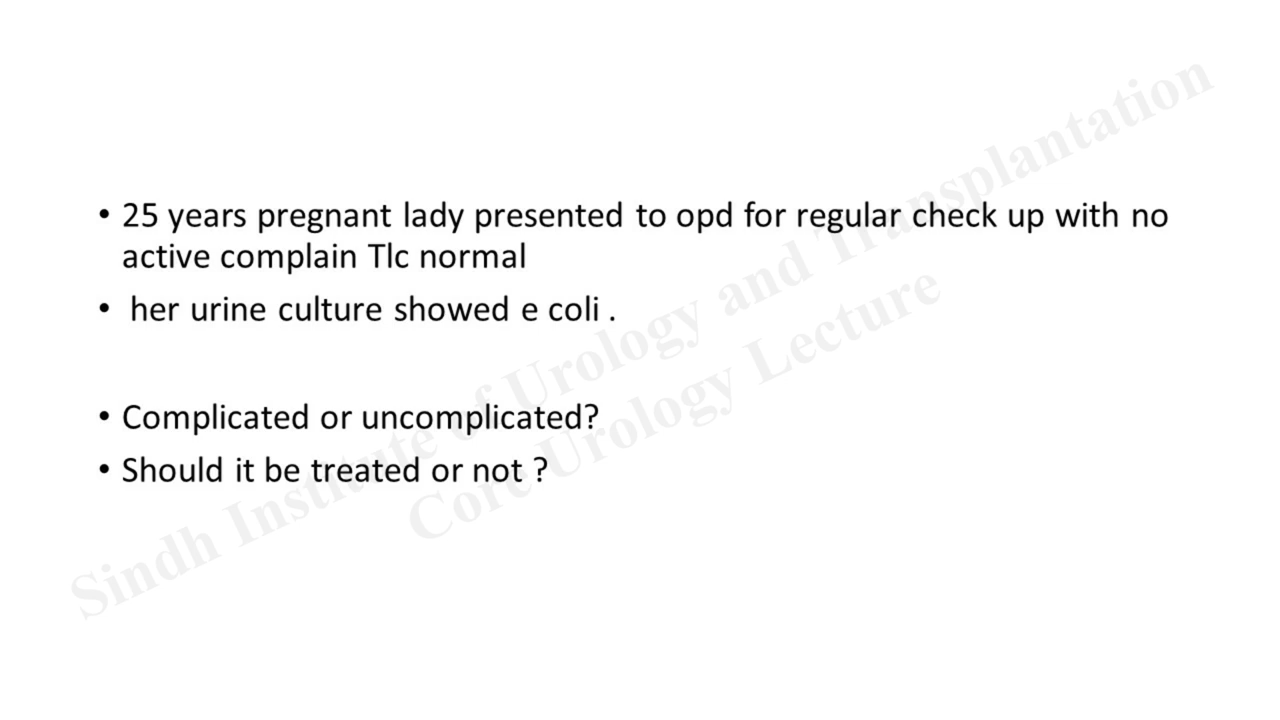 • 25 years pregnant lady presented to opd for regular check up with no
active complain Tlc normal
• her urine culture showed e coli .
• Complicated or uncomplicated?
• Should it be treated or not ?
Sindh Institute of Urology and Transplantation
Core Urology Lecture